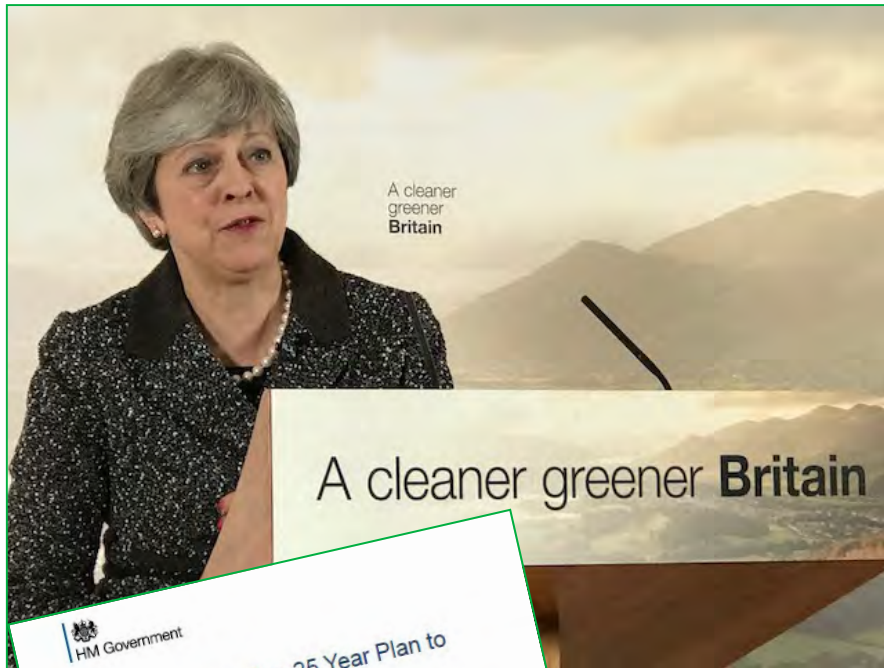 A cleaner
greener
Britain
A cleaner greener Britain
HM Government
25 Year Plan to